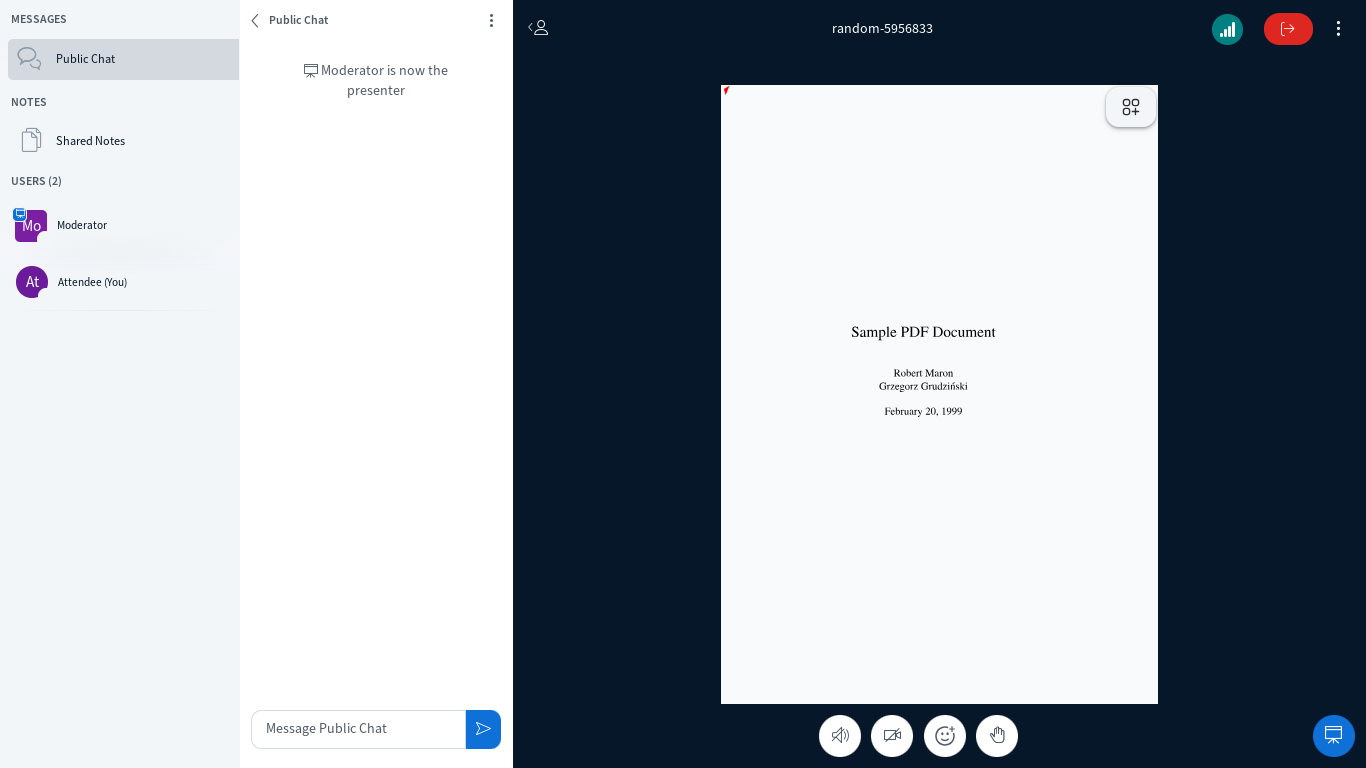 MESSAGES
Public Chat
NOTES
Shared Notes
USERS (2)
Mo
Moderator
At
Attendee (You)
Public Chat
Moderator is now the
presenter
Message Public Chat
random-5956833
Sample PDF Document
Robert Maron
Grzegorz Grudziński
February 20, 1999